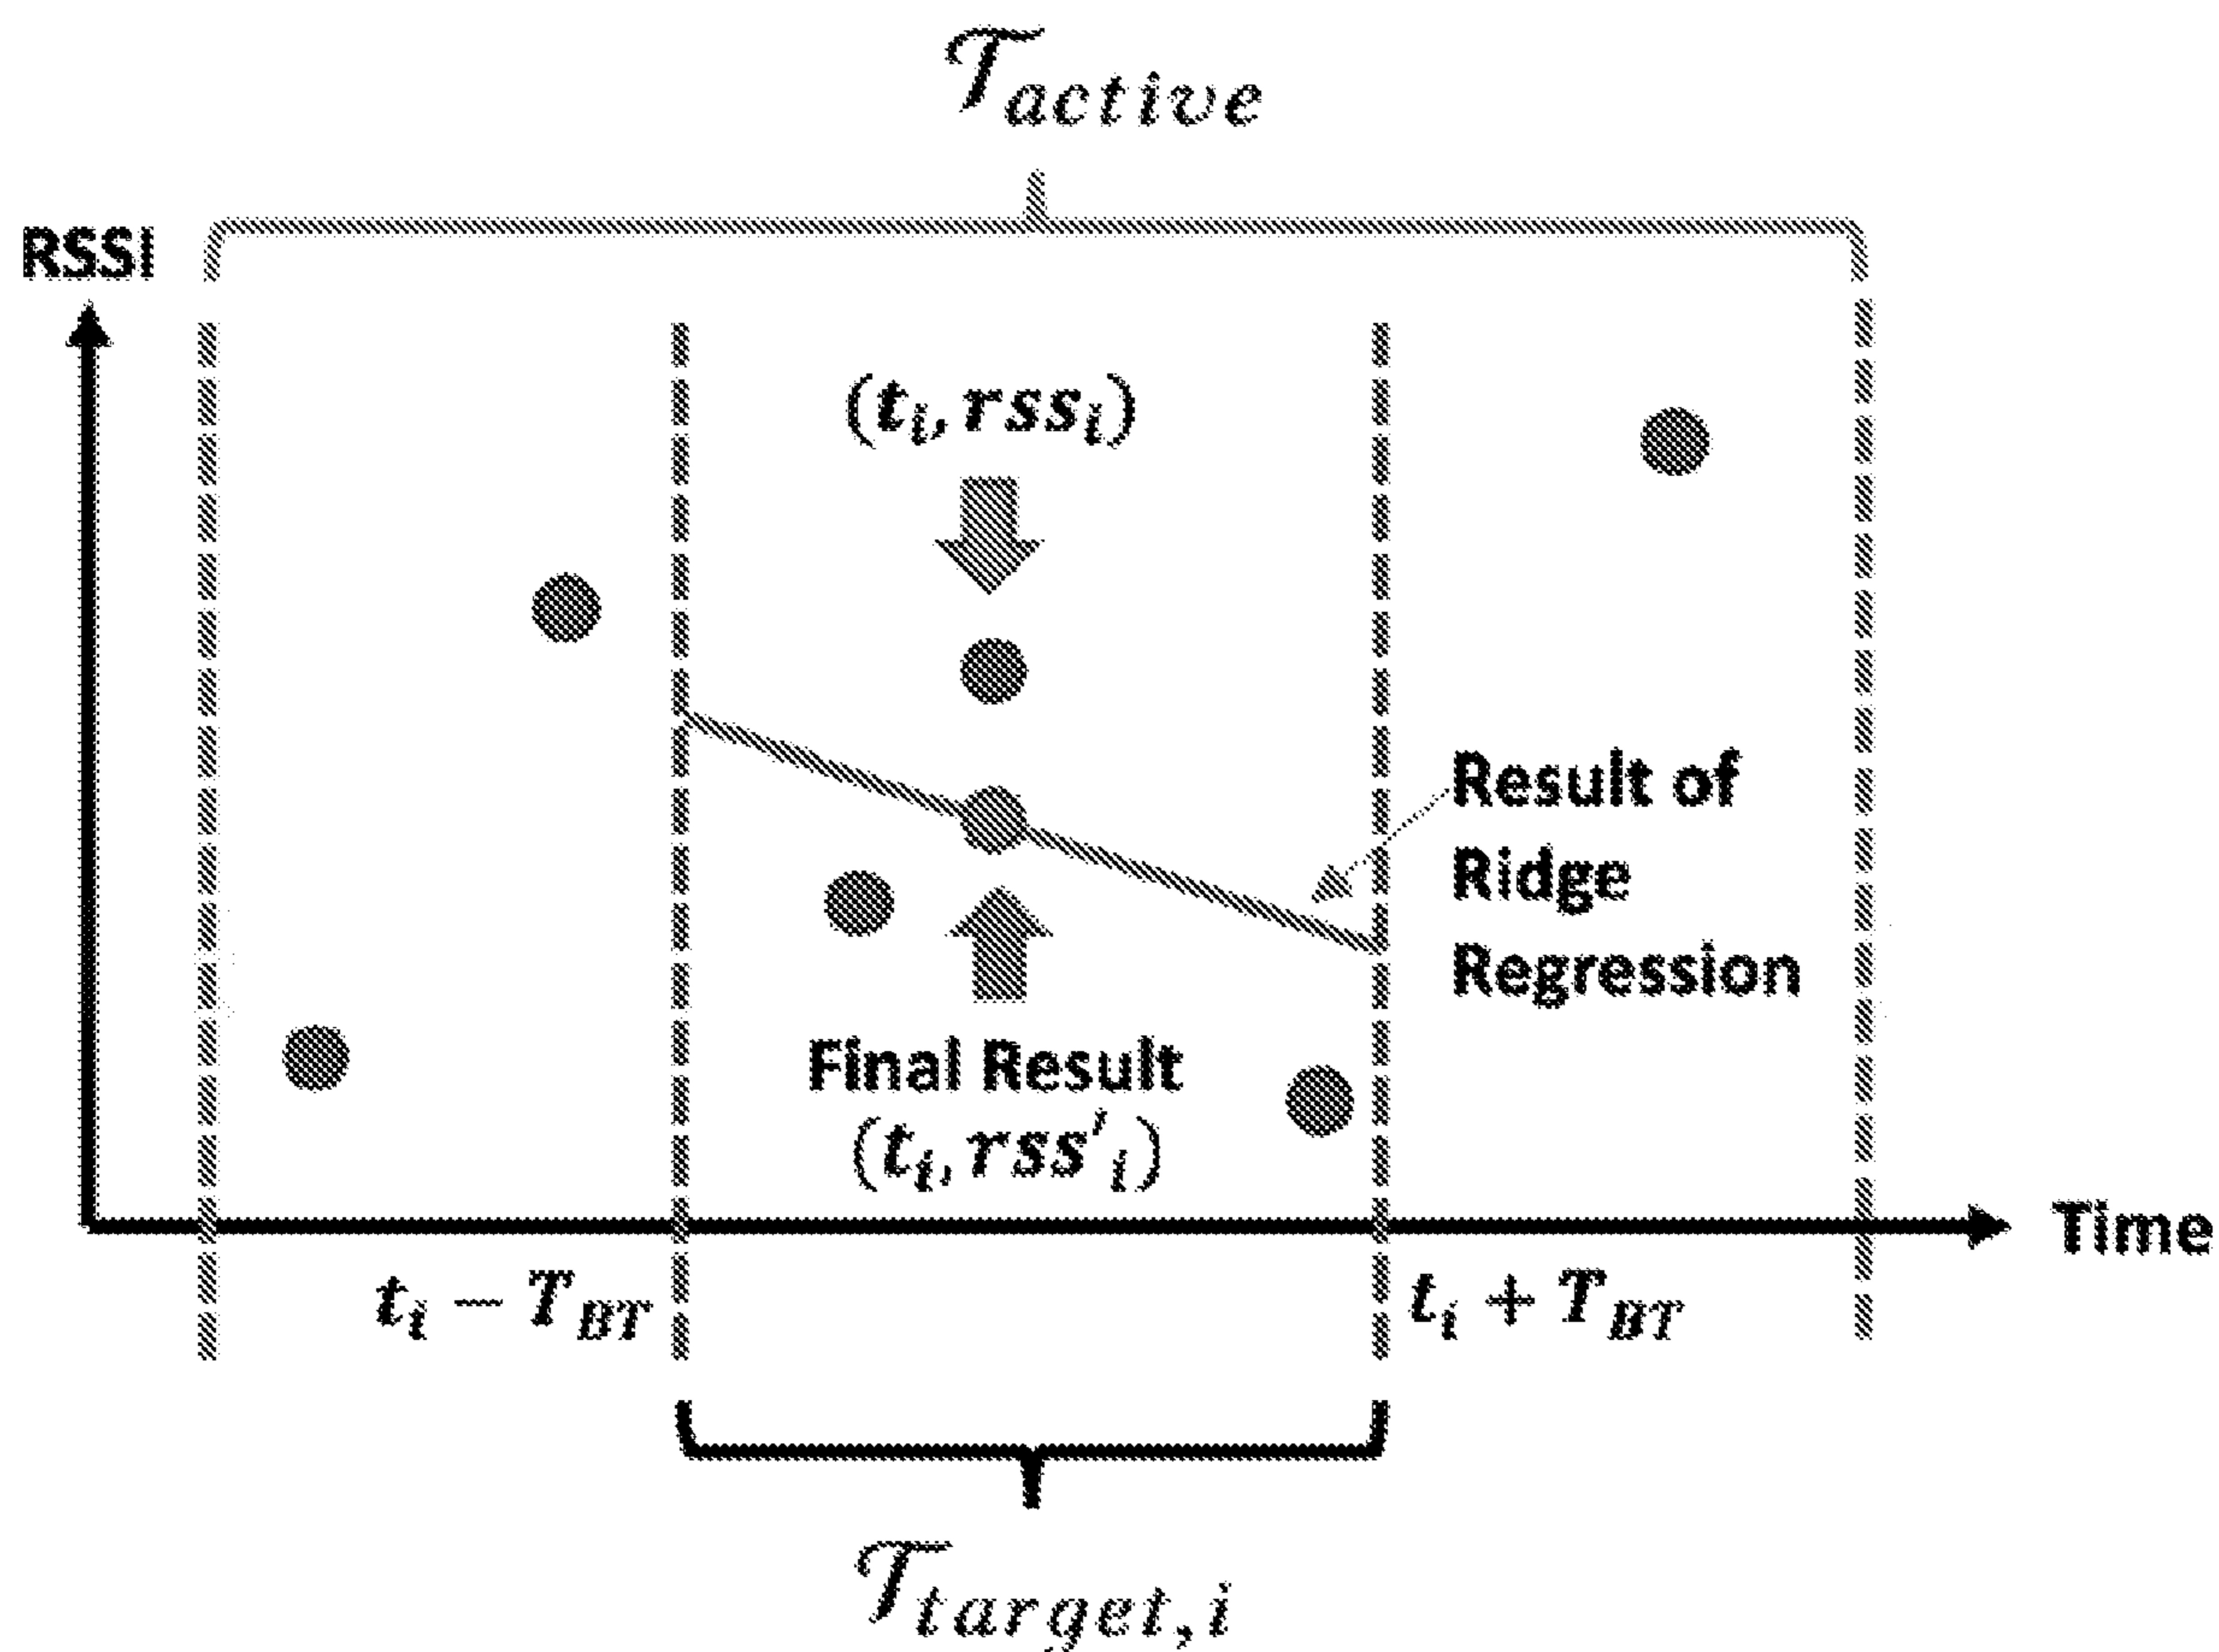 𝒯active
RSSI
(tᵢ, rssᵢ)
Result of
Ridge
Regression
Final Result
(tᵢ, rss'ᵢ)
Time
tᵢ − T_BT
tᵢ + T_BT
𝒯target,i